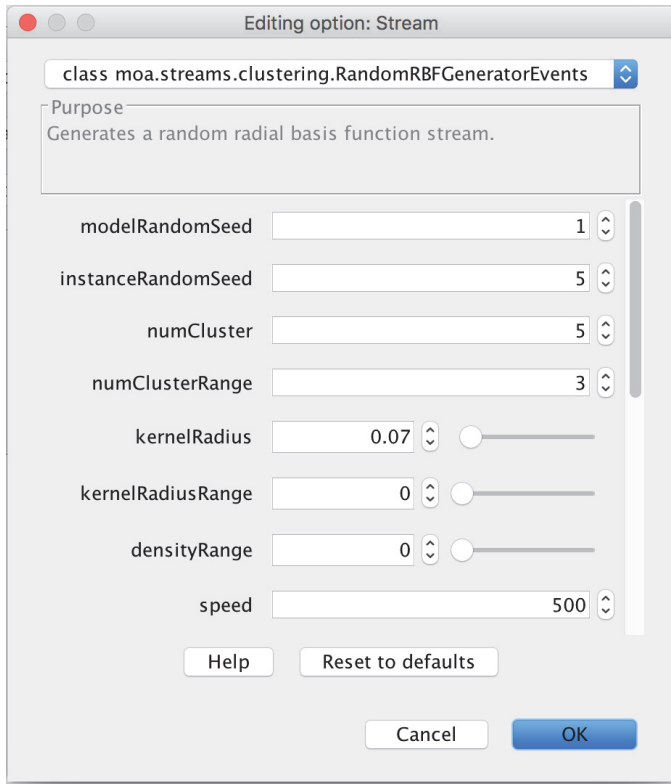 Editing option: Stream
class moa.streams.clustering.RandomRBFGeneratorEvents
Purpose
Generates a random radial basis function stream.
modelRandomSeed 1
instanceRandomSeed 5
numCluster 5
numClusterRange 3
kernelRadius 0.07
kernelRadiusRange 0
densityRange 0
speed 500
Help Reset to defaults
Cancel OK